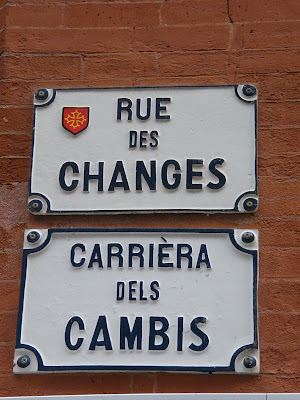 RUE
DES
CHANGES
CARRIÈRA
DELS
CAMBIS